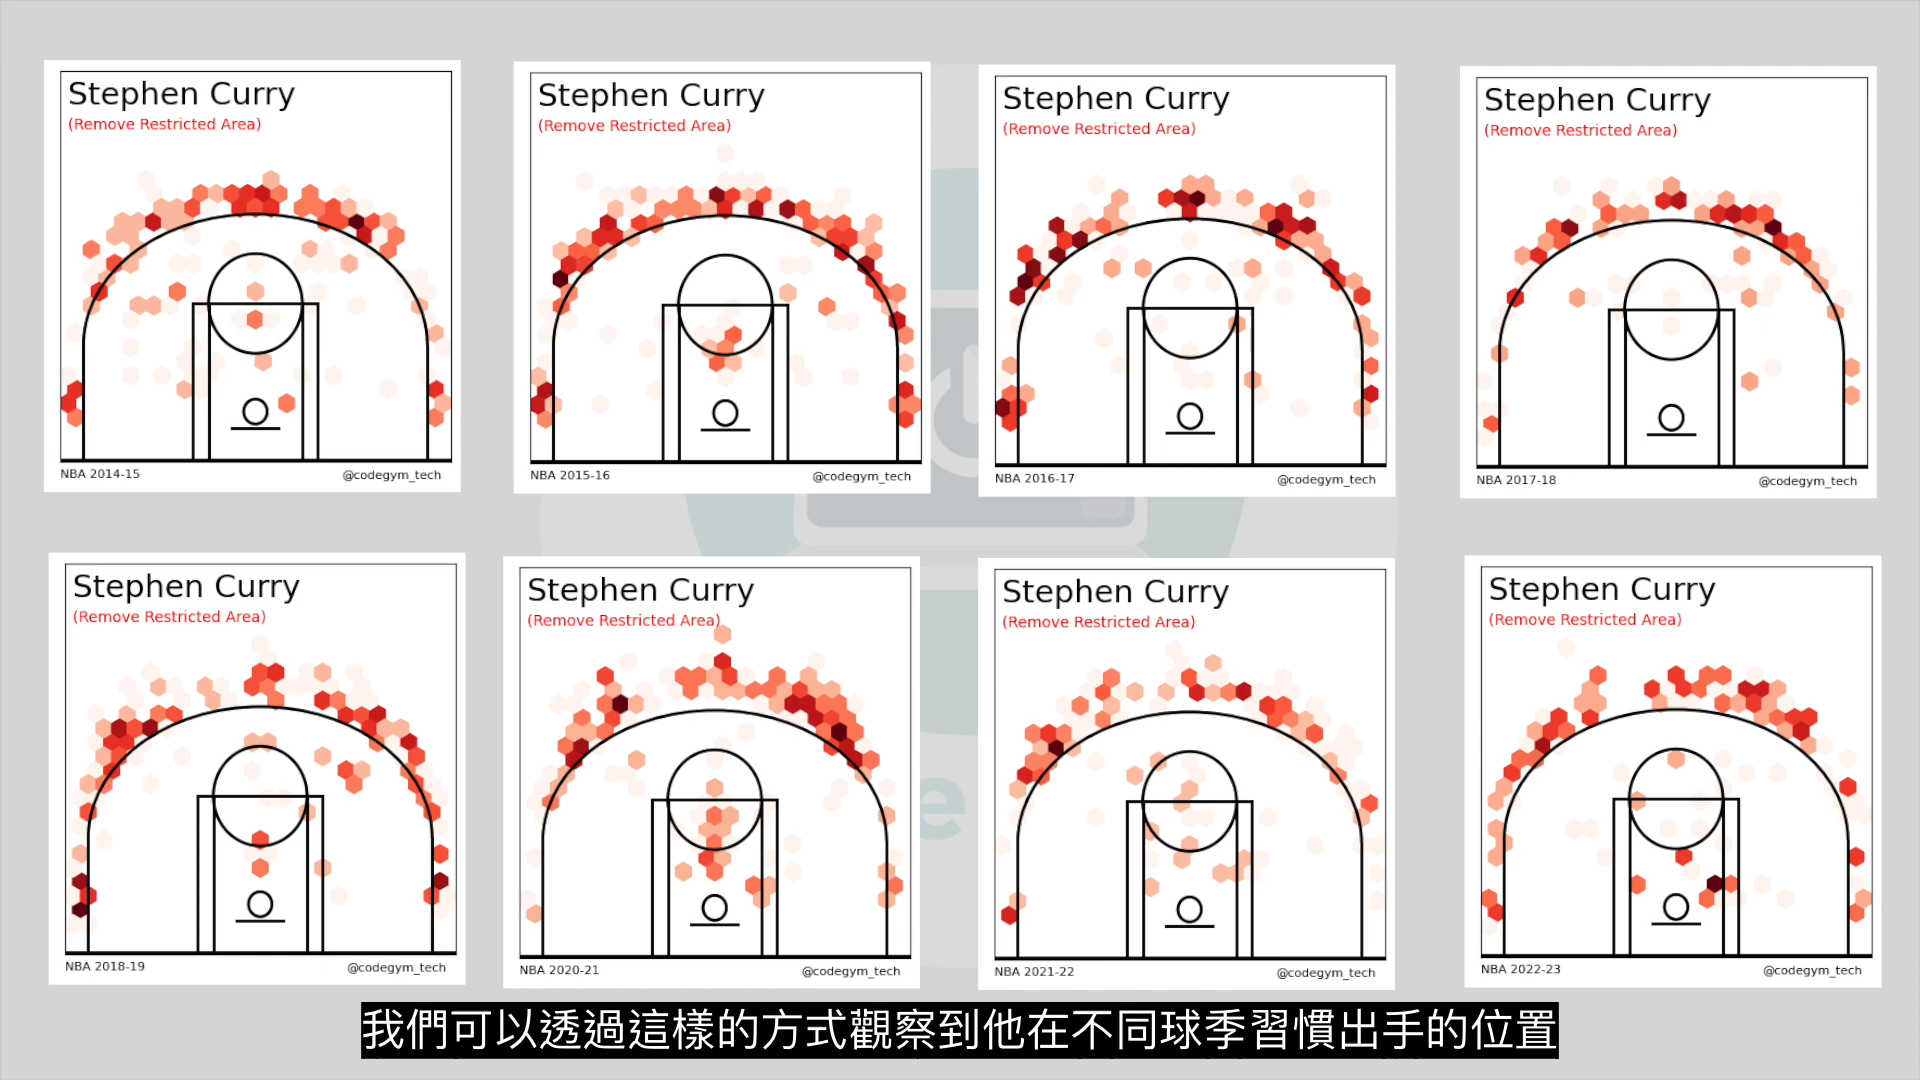 Stephen Curry
(Remove Restricted Area)
NBA 2014-15
@codegym_tech
Stephen Curry
(Remove Restricted Area)
NBA 2015-16
@codegym_tech
Stephen Curry
(Remove Restricted Area)
NBA 2016-17
@codegym_tech
Stephen Curry
(Remove Restricted Area)
NBA 2017-18
@codegym_tech
Stephen Curry
(Remove Restricted Area)
NBA 2018-19
@codegym_tech
Stephen Curry
(Remove Restricted Area)
NBA 2020-21
@codegym_tech
Stephen Curry
(Remove Restricted Area)
NBA 2021-22
@codegym_tech
Stephen Curry
(Remove Restricted Area)
NBA 2022-23
@codegym_tech
我們可以透過這樣的方式觀察到他在不同球季習慣出手的位置